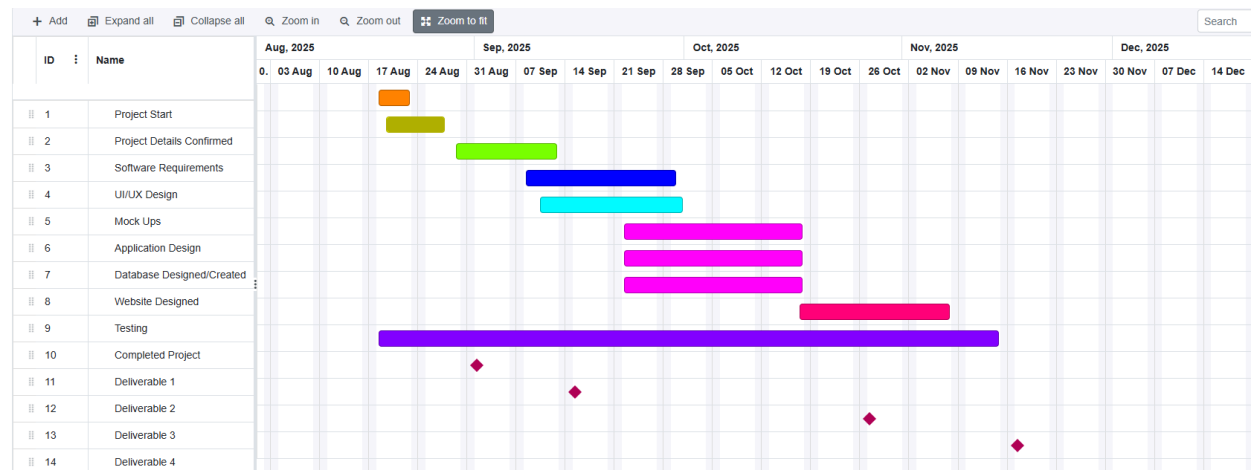 + Add Expand all Collapse all Zoom in Zoom out Zoom to fit Search
Aug, 2025 Sep, 2025 Oct, 2025 Nov, 2025 Dec, 2025
ID Name
0. 03 Aug 10 Aug 17 Aug 24 Aug 31 Aug 07 Sep 14 Sep 21 Sep 28 Sep 05 Oct 12 Oct 19 Oct 26 Oct 02 Nov 09 Nov 16 Nov 23 Nov 30 Nov 07 Dec 14 Dec
1 Project Start
2 Project Details Confirmed
3 Software Requirements
4 UI/UX Design
5 Mock Ups
6 Application Design
7 Database Designed/Created
8 Website Designed
9 Testing
10 Completed Project
11 Deliverable 1
12 Deliverable 2
13 Deliverable 3
14 Deliverable 4